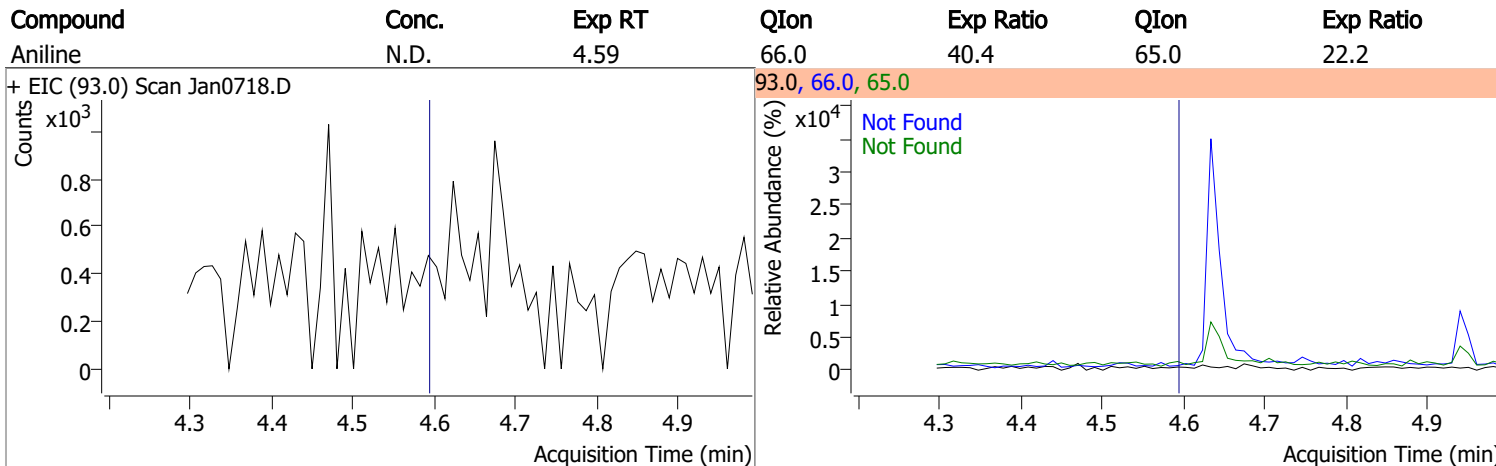 Compound Conc. Exp RT QIon Exp Ratio QIon Exp Ratio
Aniline N.D. 4.59 66.0 40.4 65.0 22.2
+ EIC (93.0) Scan Jan0718.D
Counts
x10³
0.8
0.6
0.4
0.2
0
4.3 4.4 4.5 4.6 4.7 4.8 4.9
Acquisition Time (min)
93.0, 66.0, 65.0
Relative Abundance (%)
x10⁴
Not Found
Not Found
3
2.5
2
1.5
1
0.5
0
4.3 4.4 4.5 4.6 4.7 4.8 4.9
Acquisition Time (min)